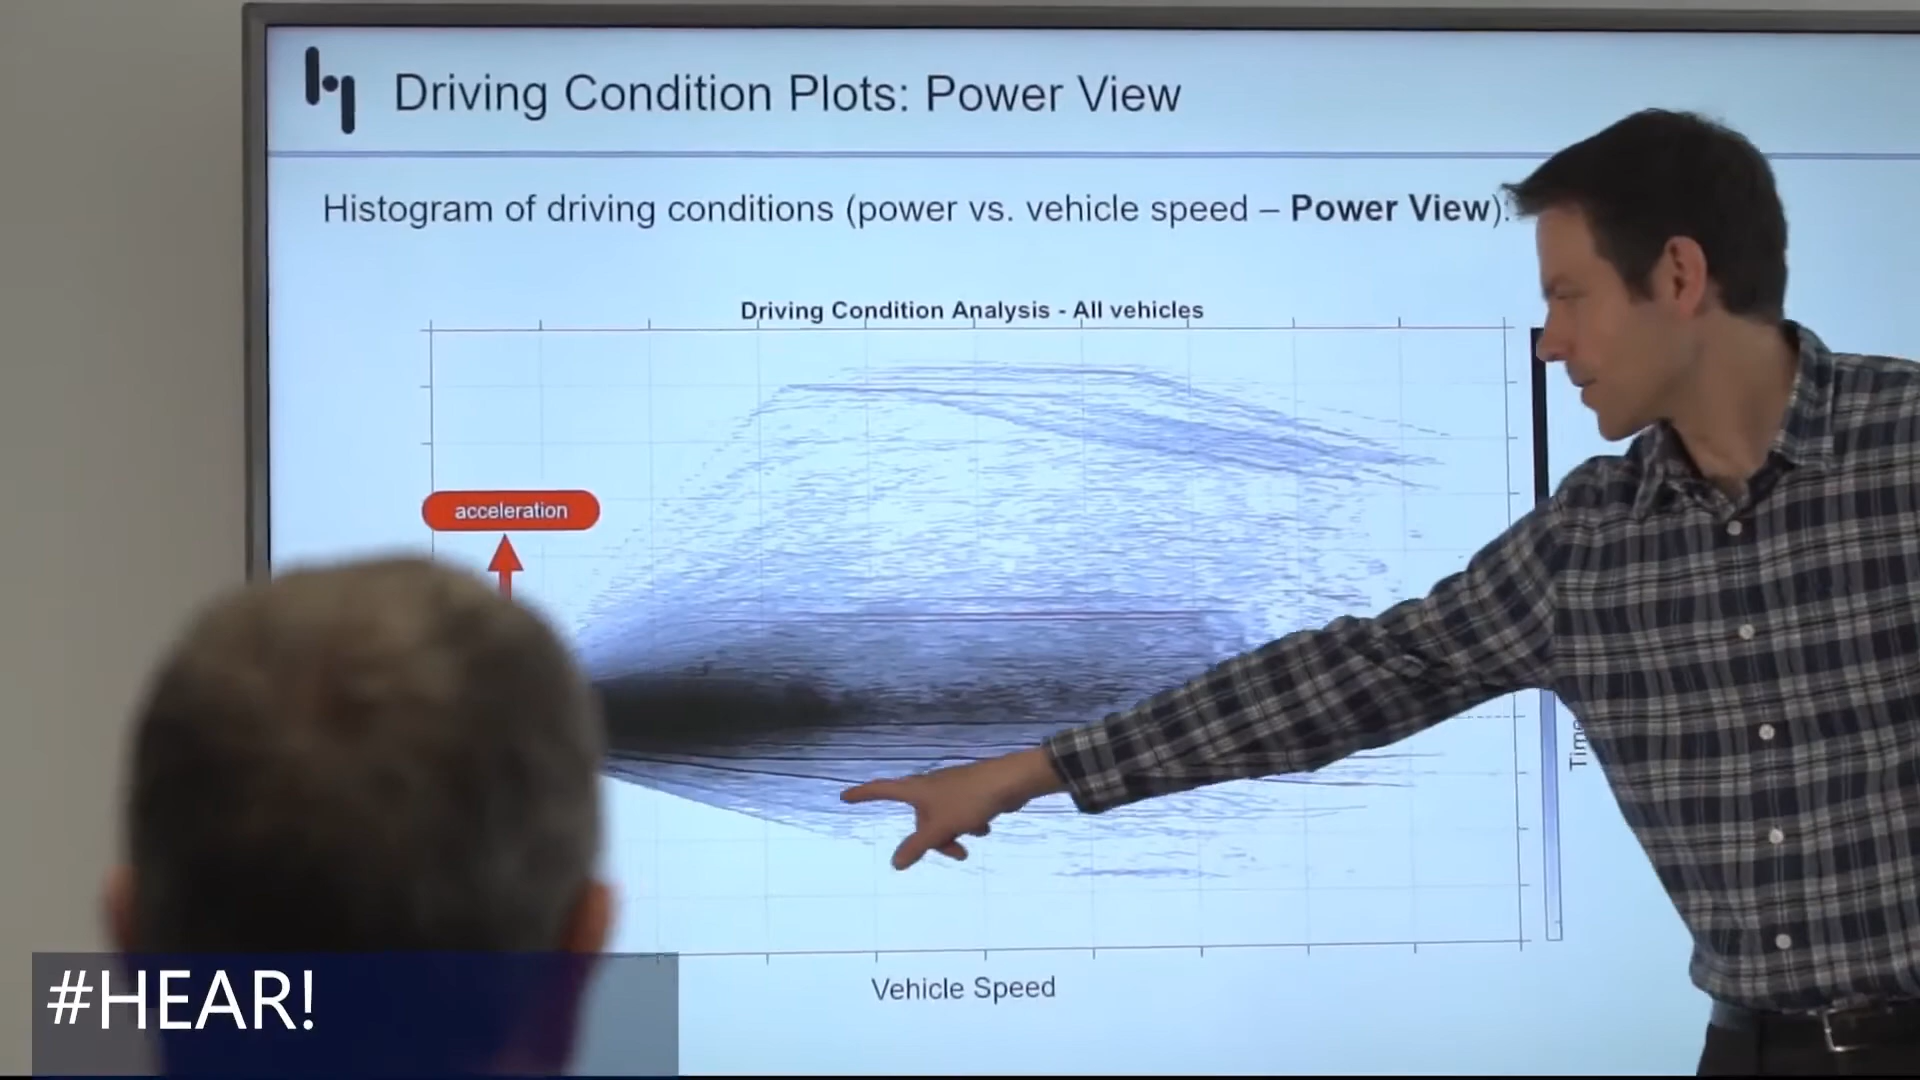 Driving Condition Plots: Power View
Histogram of driving conditions (power vs. vehicle speed – Power View):
Driving Condition Analysis - All vehicles
acceleration
Time
Vehicle Speed
#HEAR!